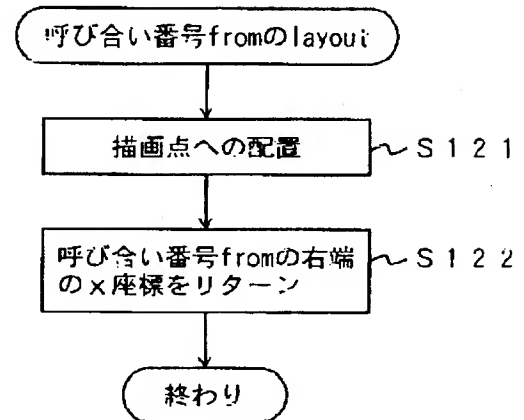 呼び合い番号fromのlayout
描画点への配置
S121
呼び合い番号fromの右端
S122
のx座標をリターン
終わり